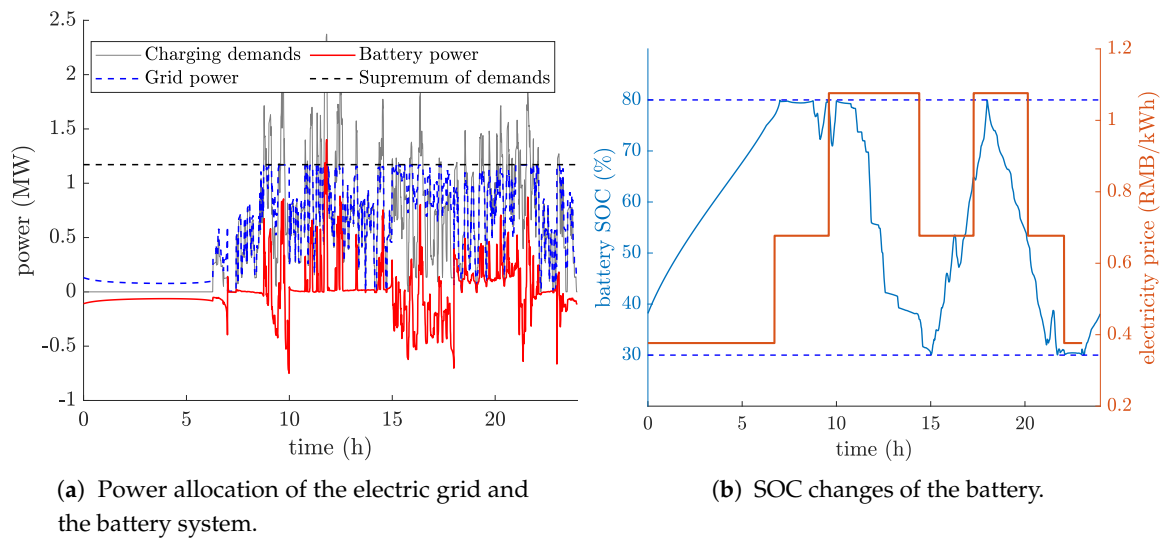 2.5
2
1.5
1
0.5
0
-0.5
-1
power (MW)
Charging demands
Battery power
Grid power
Supremum of demands
0
5
10
15
20
time (h)
(a) Power allocation of the electric grid and
the battery system.
80
70
60
50
40
30
battery SOC (%)
1.2
1
0.8
0.6
0.4
0.2
electricity price (RMB/kWh)
0
5
10
15
20
time (h)
(b) SOC changes of the battery.